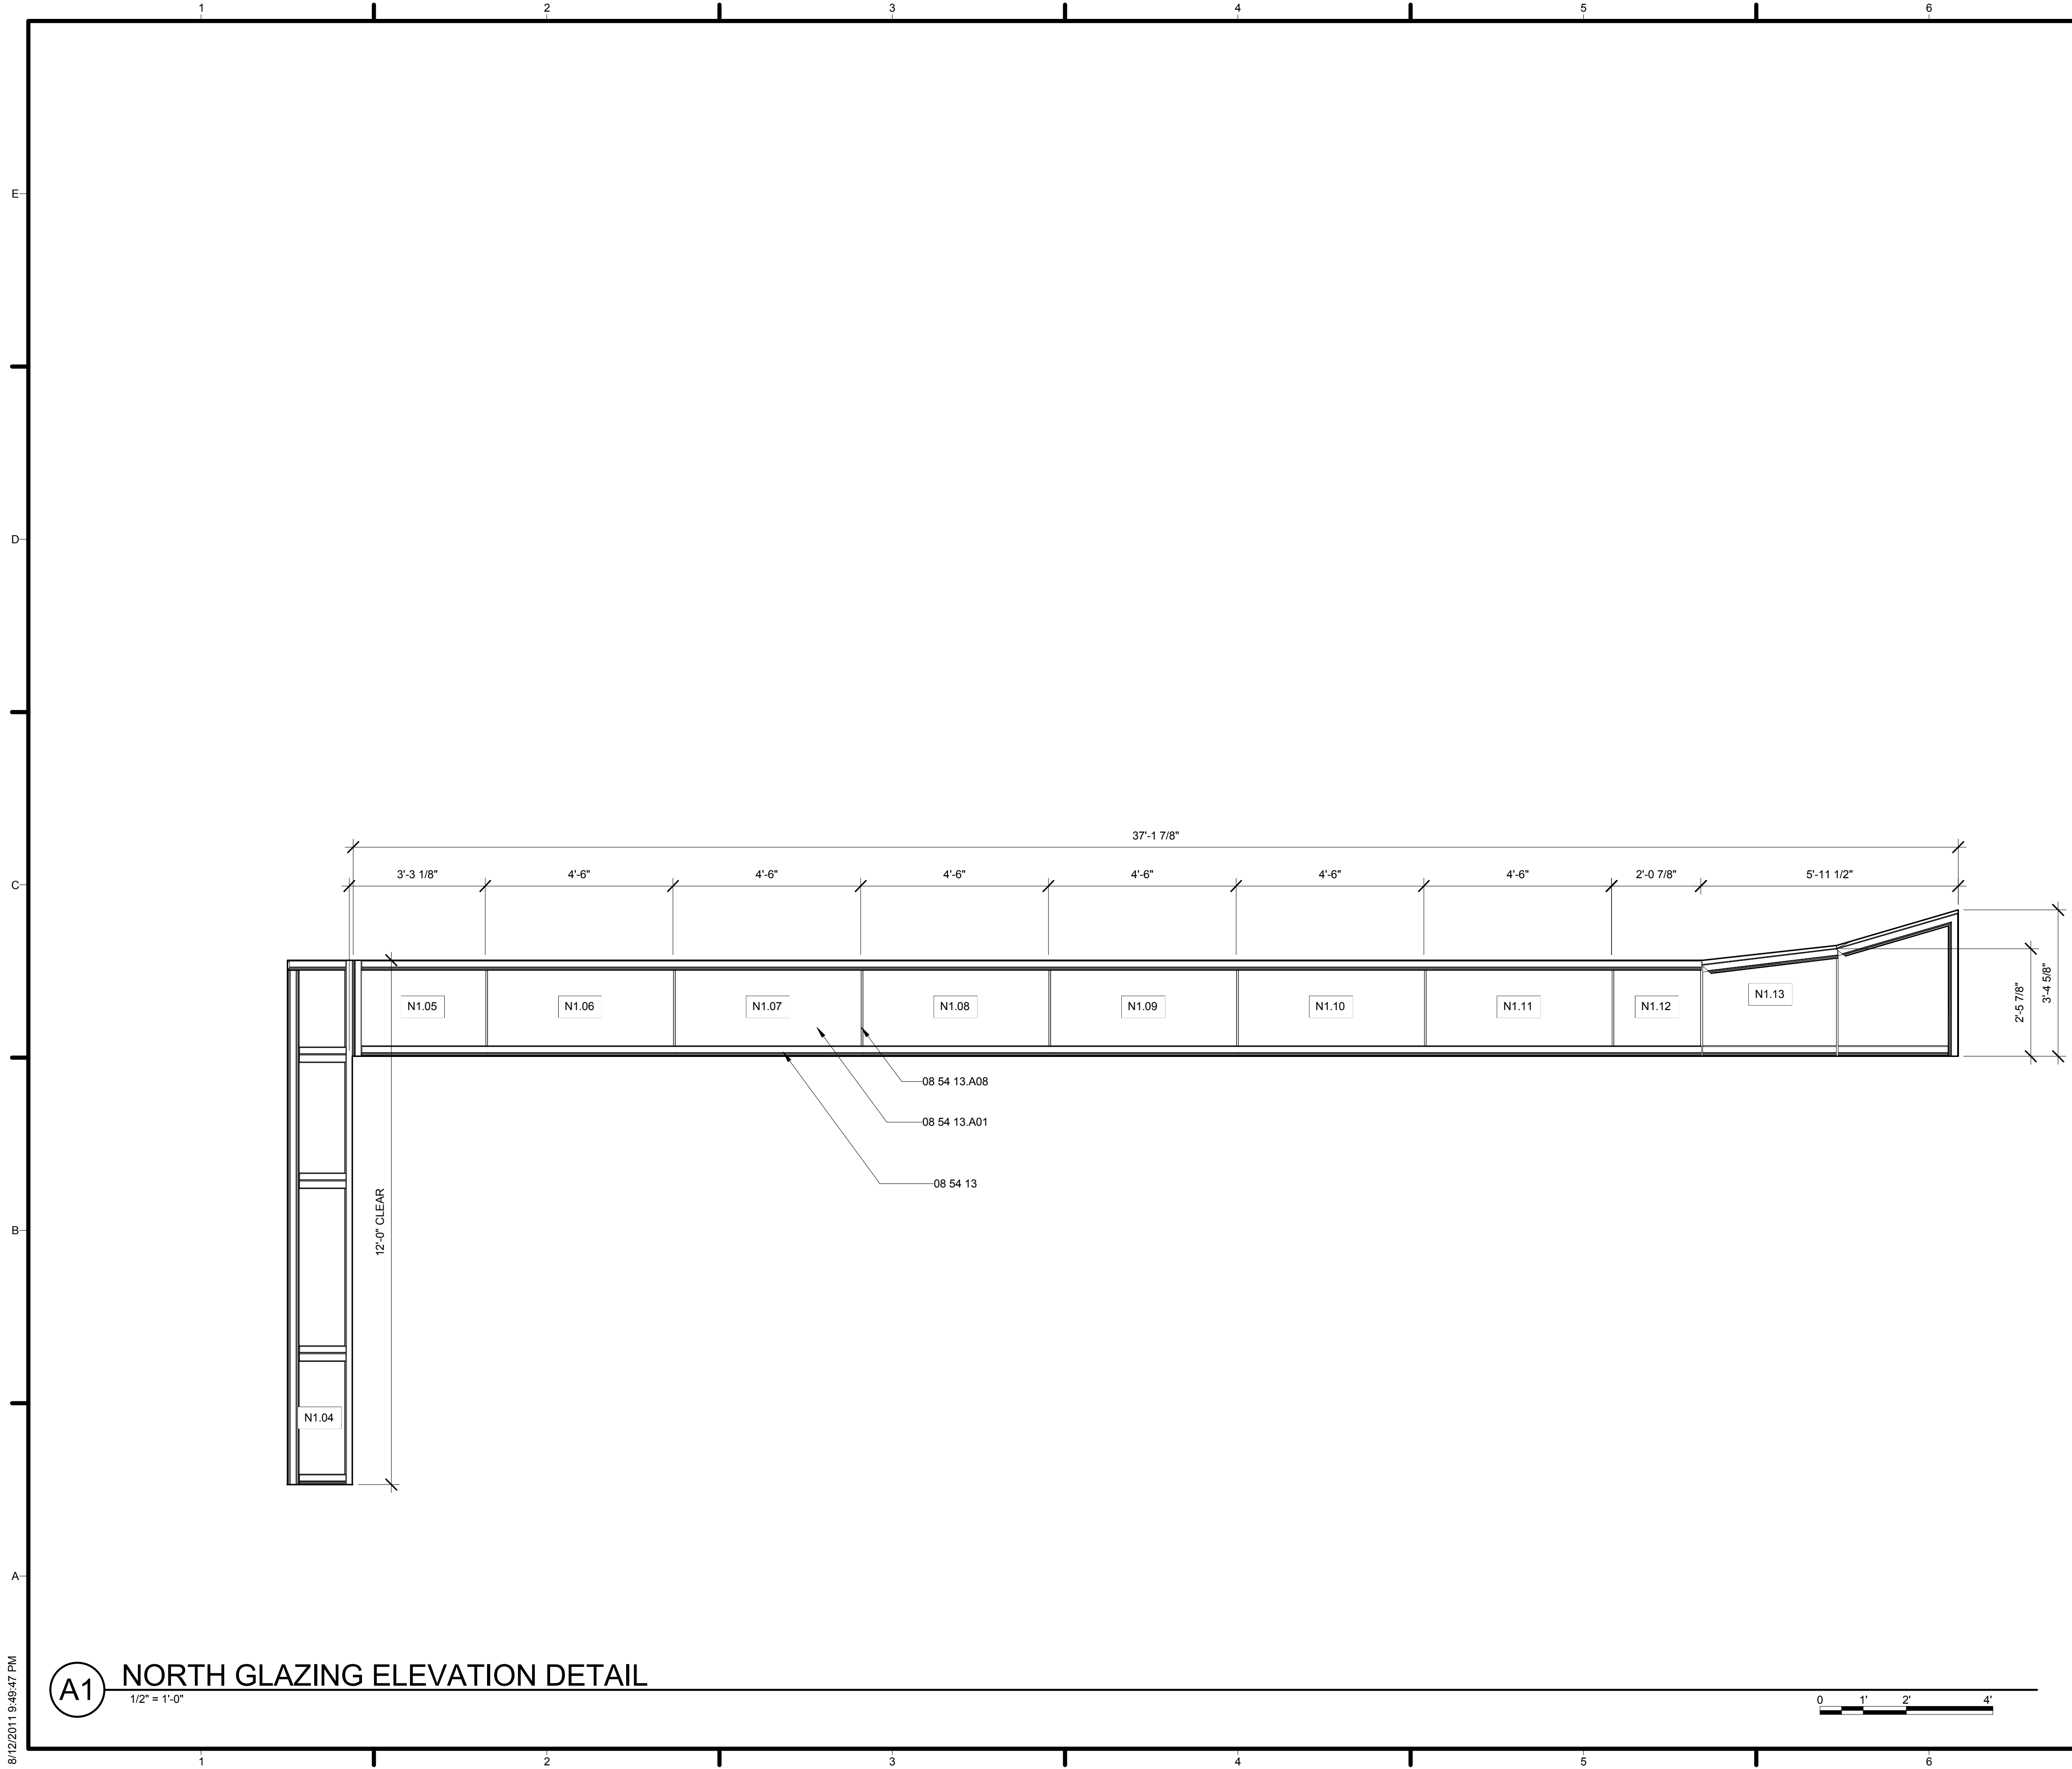 1 2 3 4 5 6
E
D
C
B
A
37'-1 7/8"
3'-3 1/8" 4'-6" 4'-6" 4'-6" 4'-6" 4'-6" 4'-6" 2'-0 7/8" 5'-11 1/2"
N1.05 N1.06 N1.07 N1.08 N1.09 N1.10 N1.11 N1.12 N1.13
2'-5 7/8"
3'-4 5/8"
08 54 13.A08
08 54 13.A01
08 54 13
12'-0" CLEAR
N1.04
A1 NORTH GLAZING ELEVATION DETAIL
1/2" = 1'-0"
0 1' 2' 4'
8/12/2011 9:49:47 PM
1 2 3 4 5 6